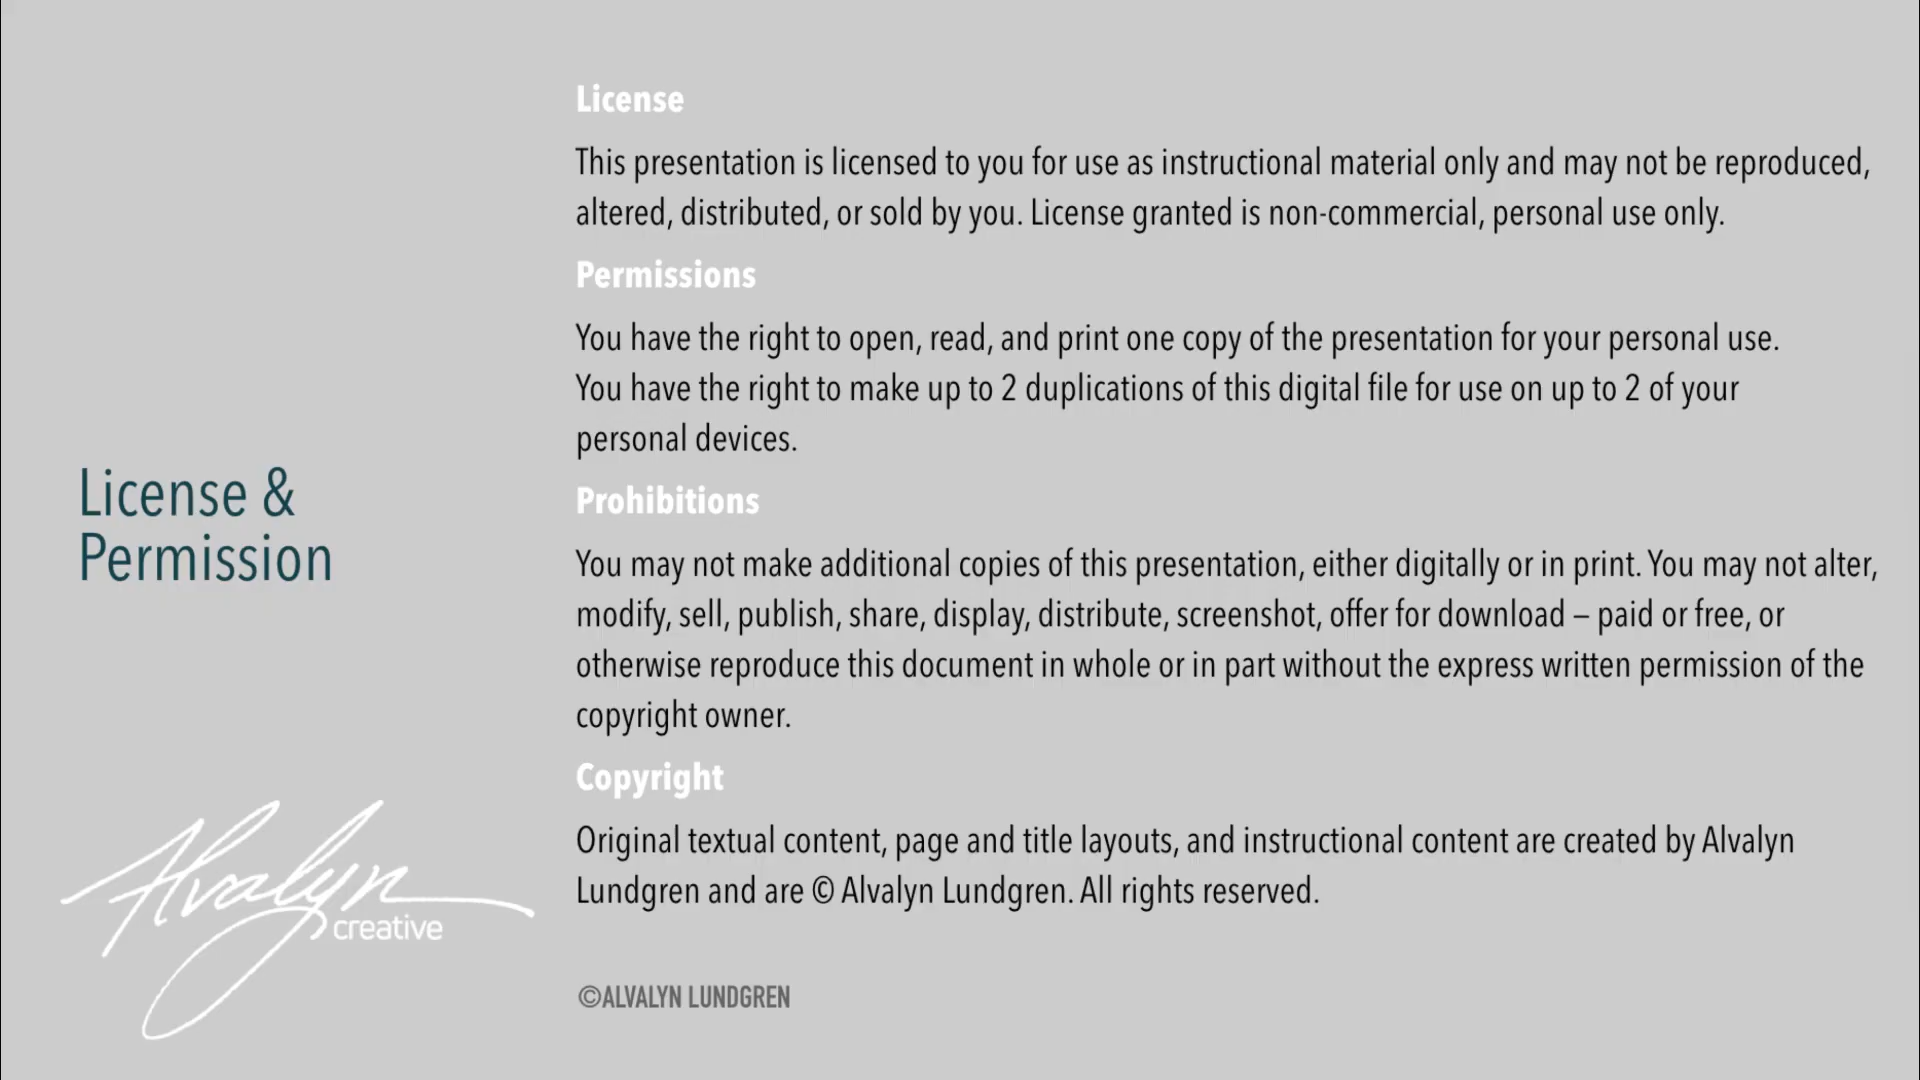 License &
Permission
Alvalyn
creative
License
This presentation is licensed to you for use as instructional material only and may not be reproduced,
altered, distributed, or sold by you. License granted is non-commercial, personal use only.
Permissions
You have the right to open, read, and print one copy of the presentation for your personal use.
You have the right to make up to 2 duplications of this digital file for use on up to 2 of your
personal devices.
Prohibitions
You may not make additional copies of this presentation, either digitally or in print. You may not alter,
modify, sell, publish, share, display, distribute, screenshot, offer for download – paid or free, or
otherwise reproduce this document in whole or in part without the express written permission of the
copyright owner.
Copyright
Original textual content, page and title layouts, and instructional content are created by Alvalyn
Lundgren and are © Alvalyn Lundgren. All rights reserved.
©ALVALYN LUNDGREN